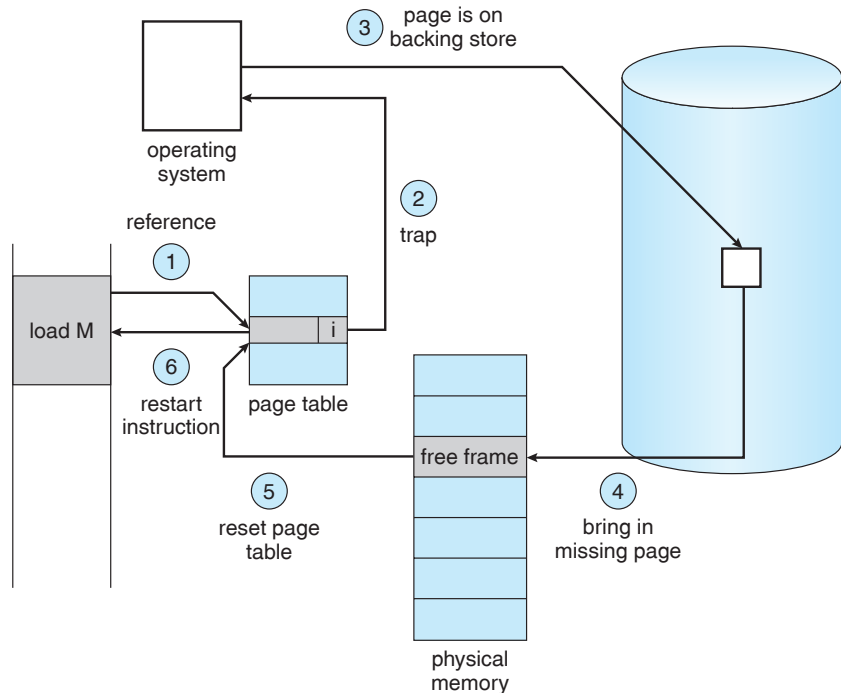 3
page is on
backing store
operating
system
2
trap
reference
1
load M
i
6
restart
instruction
page table
free frame
5
reset page
table
4
bring in
missing page
physical
memory